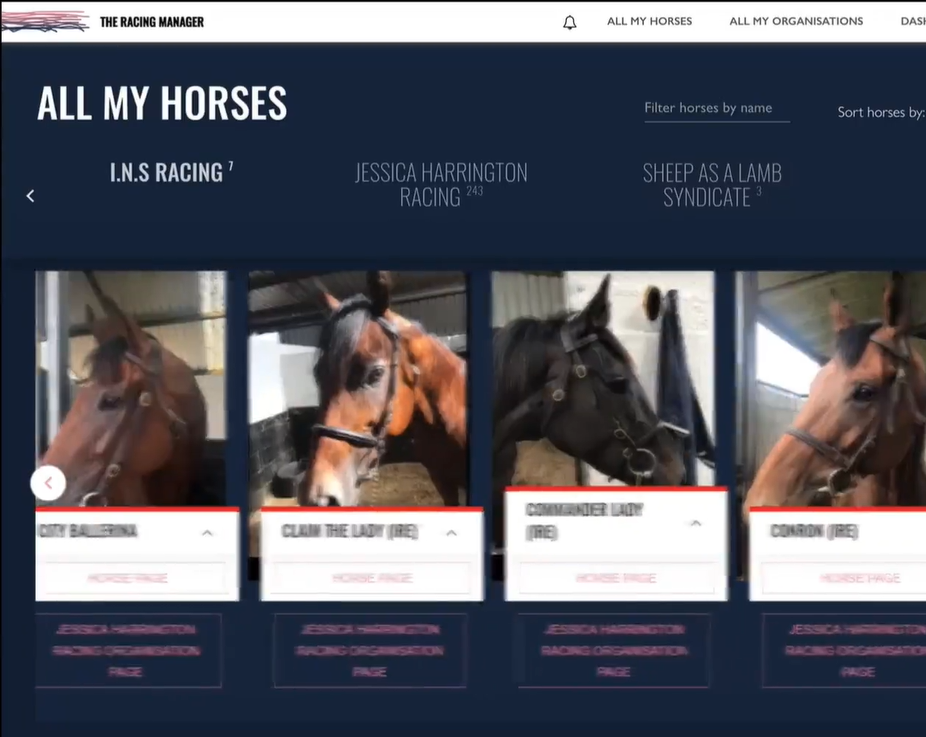 THE RACING MANAGER
ALL MY HORSES
ALL MY ORGANISATIONS
DASH
ALL MY HORSES
Filter horses by name
Sort horses by:
I.N.S RACING 7
JESSICA HARRINGTON
RACING 243
SHEEP AS A LAMB
SYNDICATE 3
CITY BALLERINA
CLAIM THE LADY (IRE)
COMMANDER LADY
(IRE)
CONRON (IRE)
HORSE PAGE
HORSE PAGE
HORSE PAGE
HORSE PAGE
JESSICA HARRINGTON
RACING ORGANISATION
PAGE
JESSICA HARRINGTON
RACING ORGANISATION
PAGE
JESSICA HARRINGTON
RACING ORGANISATION
PAGE
JESSICA HARRINGTON
RACING ORGANISATION
PAGE